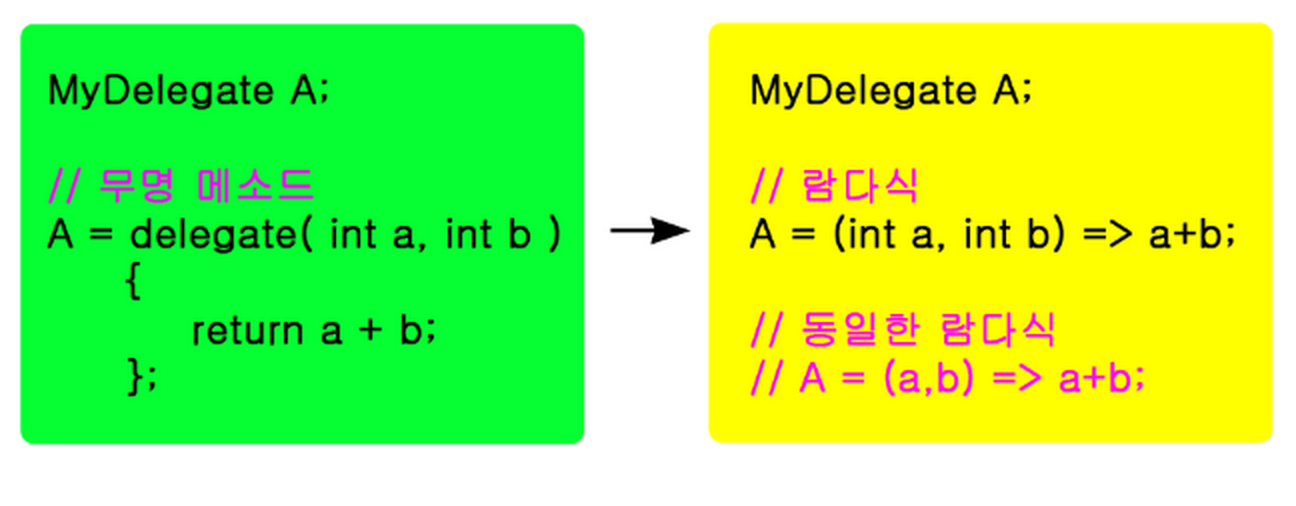 MyDelegate A;
// 무명 메소드
A = delegate( int a, int b )
{
return a + b;
};
MyDelegate A;
// 람다식
A = (int a, int b) => a+b;
// 동일한 람다식
// A = (a,b) => a+b;